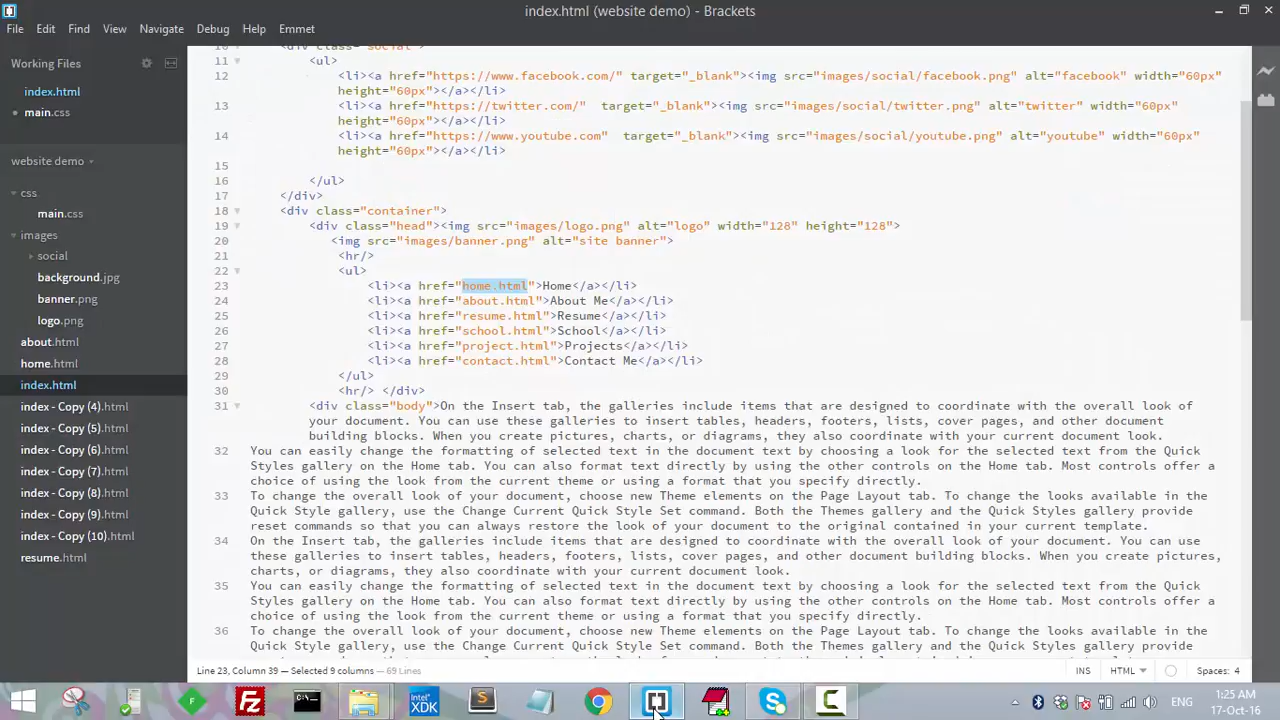 index.html (website demo) - Brackets
File Edit Find View Navigate Debug Help Emmet
Working Files
index.html
main.css
website demo
css
main.css
images
social
background.jpg
banner.png
logo.png
about.html
home.html
index.html
index - Copy (4).html
index - Copy (5).html
index - Copy (6).html
index - Copy (7).html
index - Copy (8).html
index - Copy (9).html
index - Copy (10).html
resume.html
10 <div class="social">
11 <ul>
12 <li><a href="https://www.facebook.com/" target="_blank"><img src="images/social/facebook.png" alt="facebook" width="60px"
height="60px"></a></li>
13 <li><a href="https://twitter.com/"  target="_blank"><img src="images/social/twitter.png" alt="twitter" width="60px"
height="60px"></a></li>
14 <li><a href="https://www.youtube.com"  target="_blank"><img src="images/social/youtube.png" alt="youtube" width="60px"
height="60px"></a></li>
15
16 </ul>
17 </div>
18 <div class="container">
19 <div class="head"><img src="images/logo.png" alt="logo" width="128" height="128">
20 <img src="images/banner.png" alt="site banner">
21 <hr/>
22 <ul>
23 <li><a href="home.html">Home</a></li>
24 <li><a href="about.html">About Me</a></li>
25 <li><a href="resume.html">Resume</a></li>
26 <li><a href="school.html">School</a></li>
27 <li><a href="project.html">Projects</a></li>
28 <li><a href="contact.html">Contact Me</a></li>
29 </ul>
30 <hr/> </div>
31 <div class="body">On the Insert tab, the galleries include items that are designed to coordinate with the overall look of
your document. You can use these galleries to insert tables, headers, footers, lists, cover pages, and other document
building blocks. When you create pictures, charts, or diagrams, they also coordinate with your current document look.
32 You can easily change the formatting of selected text in the document text by choosing a look for the selected text from the Quick
Styles gallery on the Home tab. You can also format text directly by using the other controls on the Home tab. Most controls offer a
choice of using the look from the current theme or using a format that you specify directly.
33 To change the overall look of your document, choose new Theme elements on the Page Layout tab. To change the looks available in the
Quick Style gallery, use the Change Current Quick Style Set command. Both the Themes gallery and the Quick Styles gallery provide
reset commands so that you can always restore the look of your document to the original contained in your current template.
34 On the Insert tab, the galleries include items that are designed to coordinate with the overall look of your document. You can use
these galleries to insert tables, headers, footers, lists, cover pages, and other document building blocks. When you create pictures,
charts, or diagrams, they also coordinate with your current document look.
35 You can easily change the formatting of selected text in the document text by choosing a look for the selected text from the Quick
Styles gallery on the Home tab. You can also format text directly by using the other controls on the Home tab. Most controls offer a
choice of using the look from the current theme or using a format that you specify directly.
36 To change the overall look of your document, choose new Theme elements on the Page Layout tab. To change the looks available in the
Quick Style gallery, use the Change Current Quick Style Set command. Both the Themes gallery and the Quick Styles gallery provide
Line 23, Column 39 — Selected 9 columns — 69 Lines
INS HTML Spaces: 4
Intel XDK
ENG
1:25 AM
17-Oct-16